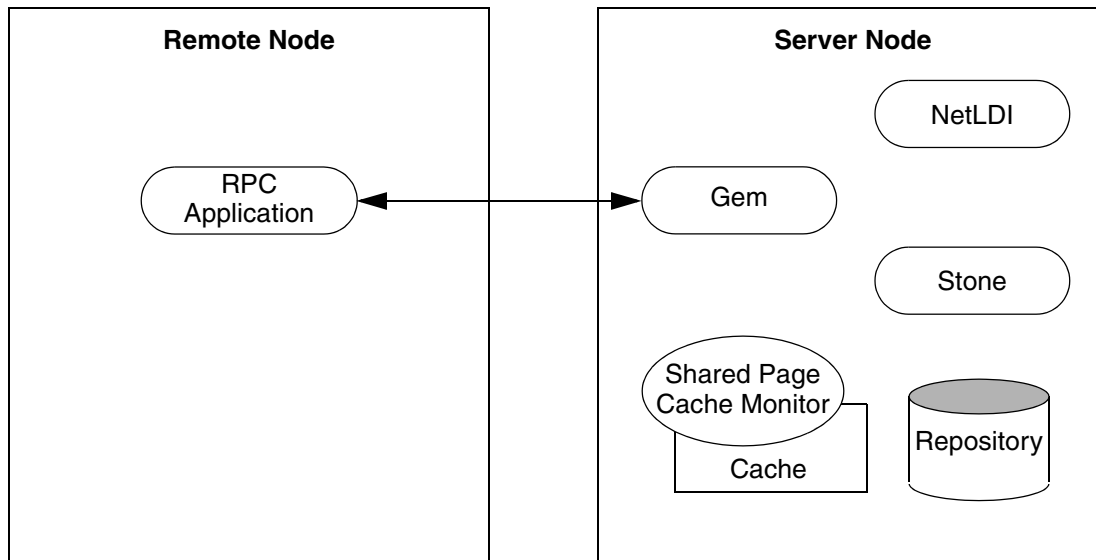 Remote Node
RPC
Application
Server Node
NetLDI
Gem
Stone
Shared Page
Cache Monitor
Cache
Repository